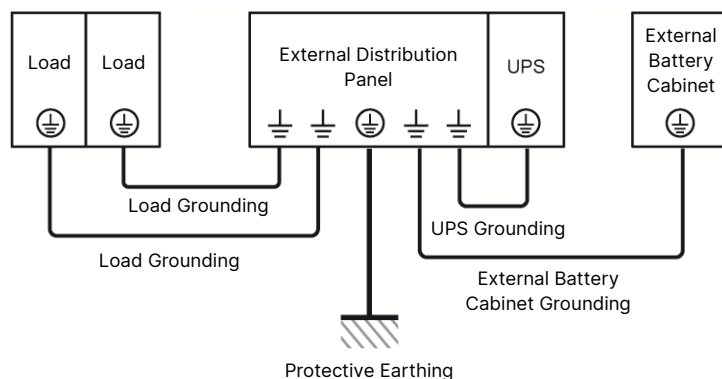 Load
Load
External Distribution
Panel
UPS
External
Battery
Cabinet
Load Grounding
UPS Grounding
Load Grounding
External Battery
Cabinet Grounding
Protective Earthing